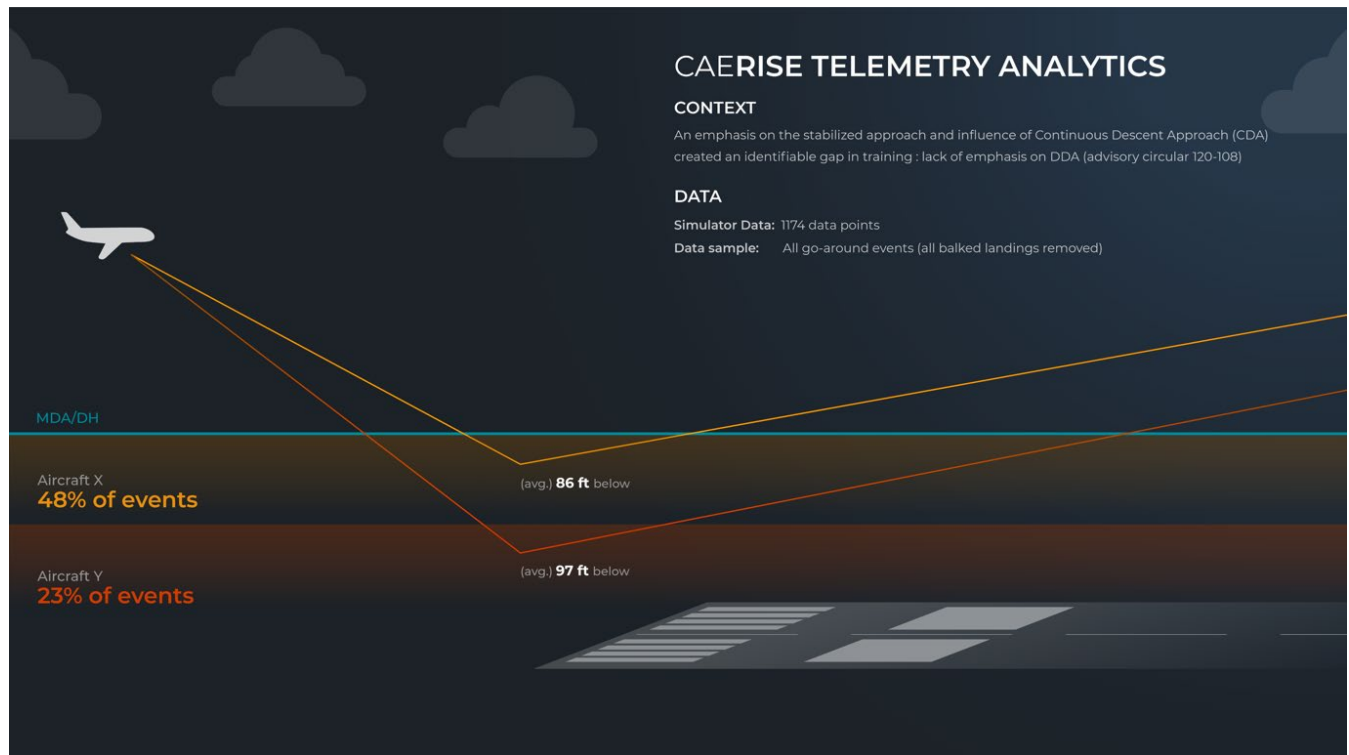 CAERISE TELEMETRY ANALYTICS
CONTEXT
An emphasis on the stabilized approach and influence of Continuous Descent Approach (CDA)
created an identifiable gap in training : lack of emphasis on DDA (advisory circular 120-108)
DATA
Simulator Data: 1174 data points
Data sample: All go-around events (all balked landings removed)
MDA/DH
Aircraft X
48% of events
(avg.) 86 ft below
Aircraft Y
23% of events
(avg.) 97 ft below